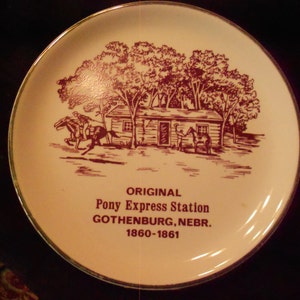 ORIGINAL
Pony Express Station
GOTHENBURG, NEBR.
1860-1861